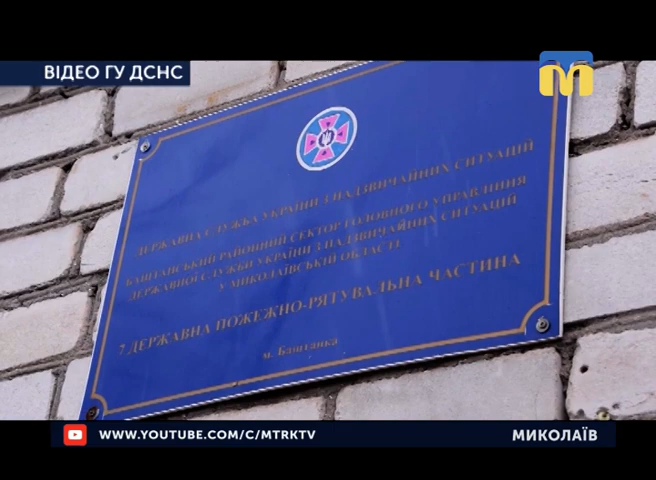 ВІДЕО ГУ ДСНС
М
ДЕРЖАВНА СЛУЖБА УКРАЇНИ З НАДЗВИЧАЙНИХ СИТУАЦІЙ
БАШТАНСЬКИЙ РАЙОННИЙ СЕКТОР ГОЛОВНОГО УПРАВЛІННЯ
ДЕРЖАВНОЇ СЛУЖБИ УКРАЇНИ З НАДЗВИЧАЙНИХ СИТУАЦІЙ
У МИКОЛАЇВСЬКІЙ ОБЛАСТІ
7 ДЕРЖАВНА ПОЖЕЖНО-РЯТУВАЛЬНА ЧАСТИНА
м. Баштанка
WWW.YOUTUBE.COM/C/MTRKTV
МИКОЛАЇВ